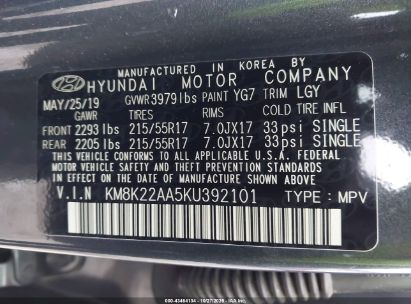 MANUFACTURED IN KOREA BY
HYUNDAI MOTOR COMPANY
MAY/25/19 GVWR 3979lbs PAINT YG7 TRIM LGY
GAWR TIRES RIMS COLD TIRE INFL
FRONT 2293 lbs 215/55R17 7.0JX17 33psi SINGLE
REAR 2205 lbs 215/55R17 7.0JX17 33psi SINGLE
THIS VEHICLE CONFORMS TO ALL APPLICABLE U.S.A. FEDERAL
MOTOR VEHICLE SAFETY AND THEFT PREVENTION STANDARDS
IN EFFECT ON THE DATE OF MANUFACTURE SHOWN ABOVE.
V.I.N KM8K22AA5KU392101 TYPE : MPV